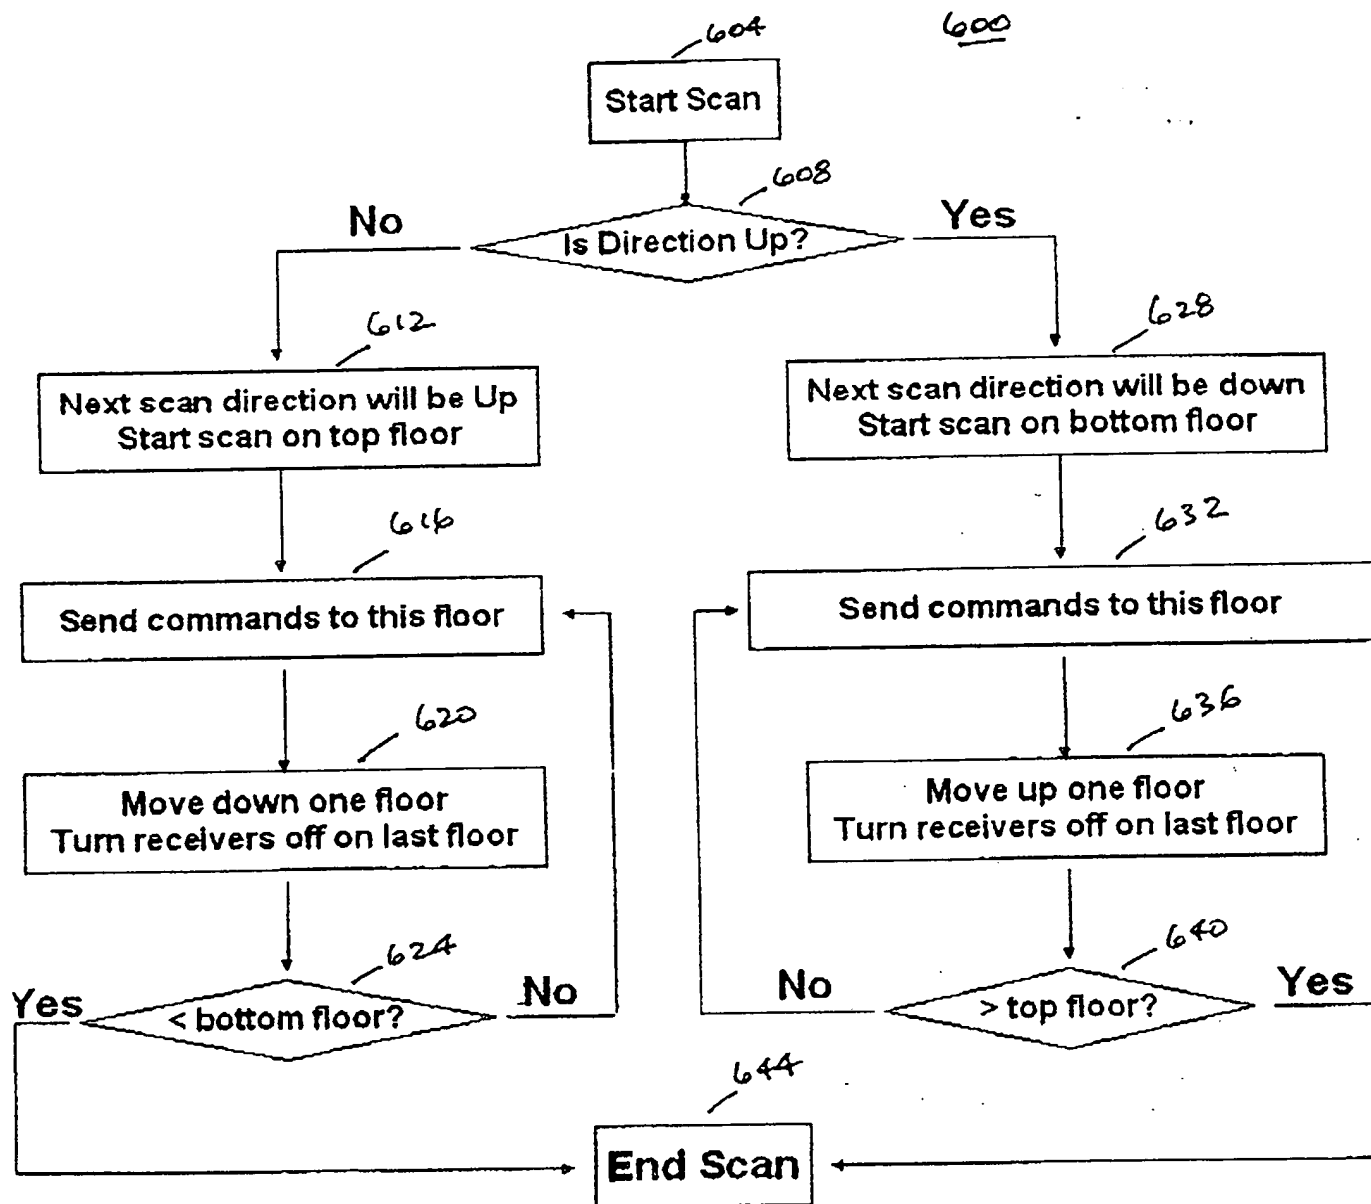 600
604
Start Scan
608
No
Is Direction Up?
Yes
612
Next scan direction will be Up
Start scan on top floor
628
Next scan direction will be down
Start scan on bottom floor
616
Send commands to this floor
632
Send commands to this floor
620
Move down one floor
Turn receivers off on last floor
636
Move up one floor
Turn receivers off on last floor
624
Yes
< bottom floor?
No
640
No
> top floor?
Yes
644
End Scan